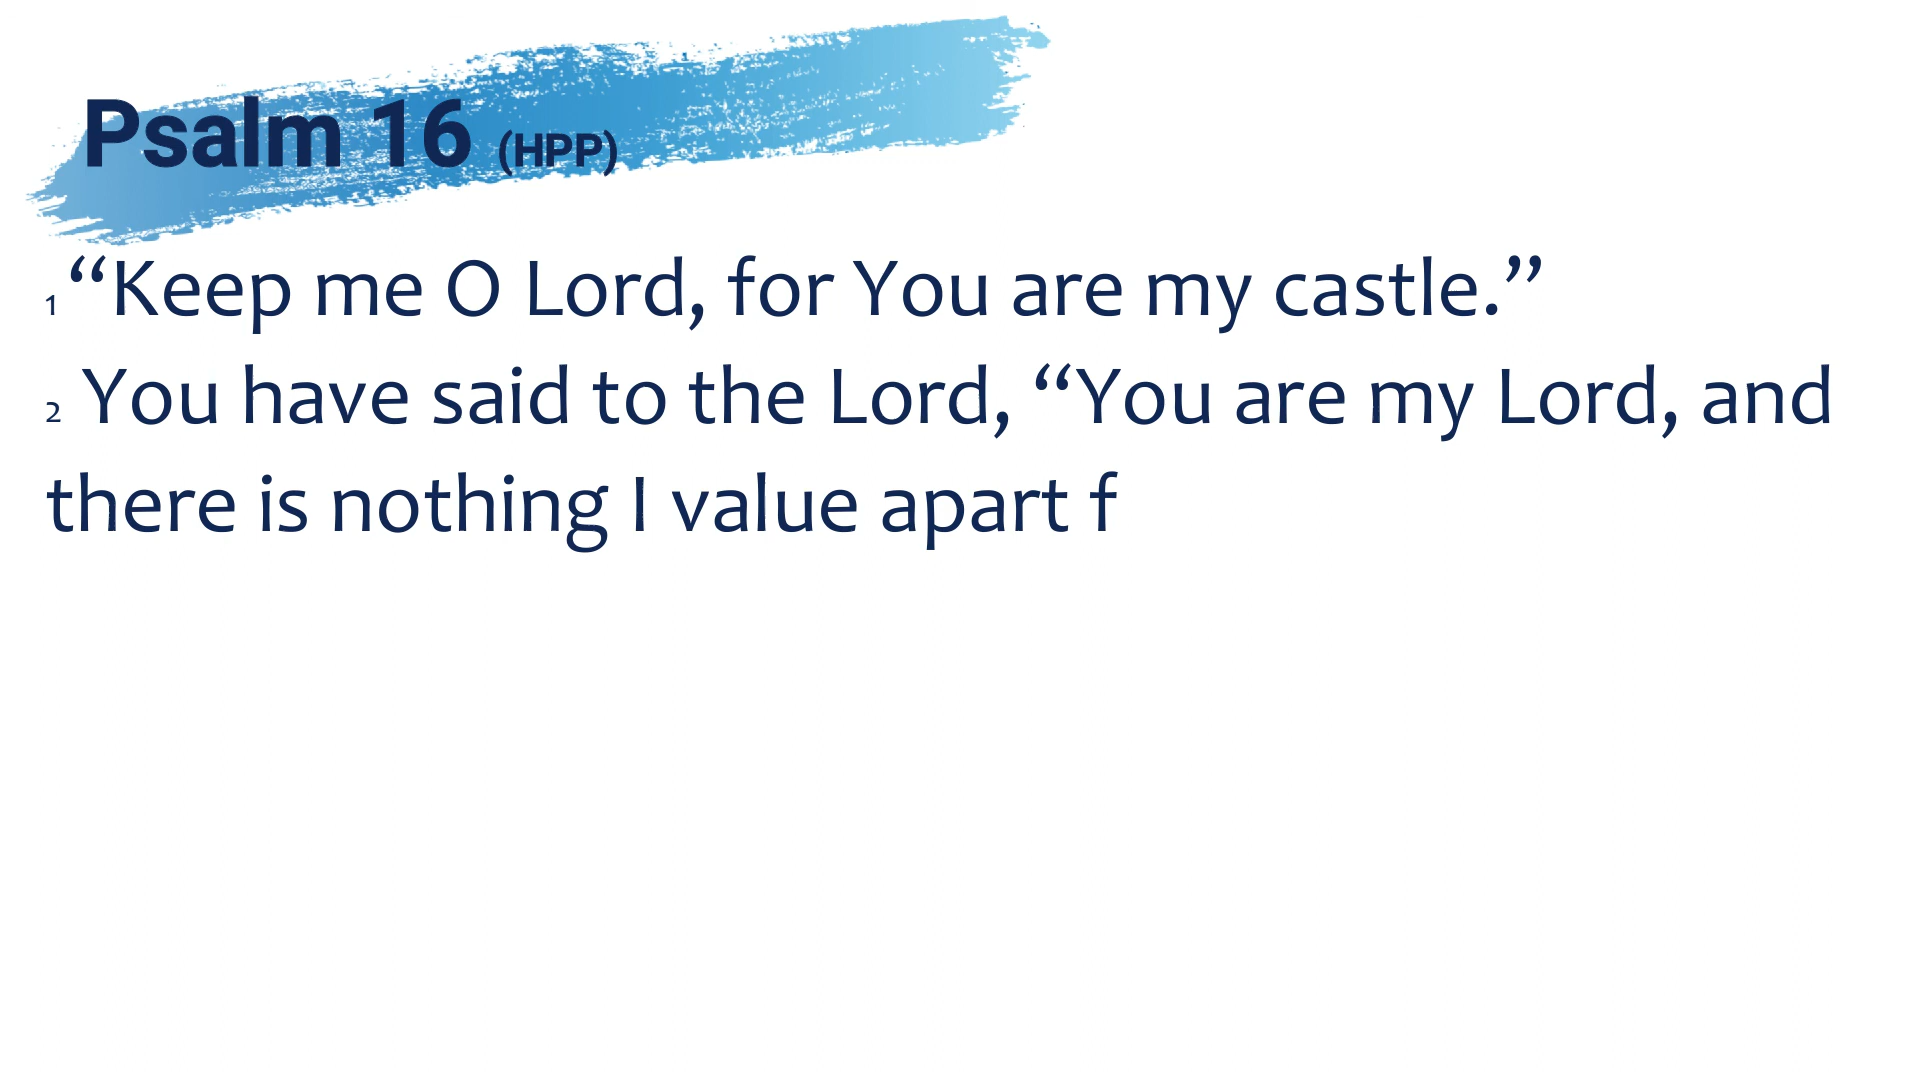 Psalm 16 (HPP)
1 “Keep me O Lord, for You are my castle.”
2 You have said to the Lord, “You are my Lord, and
there is nothing I value apart f